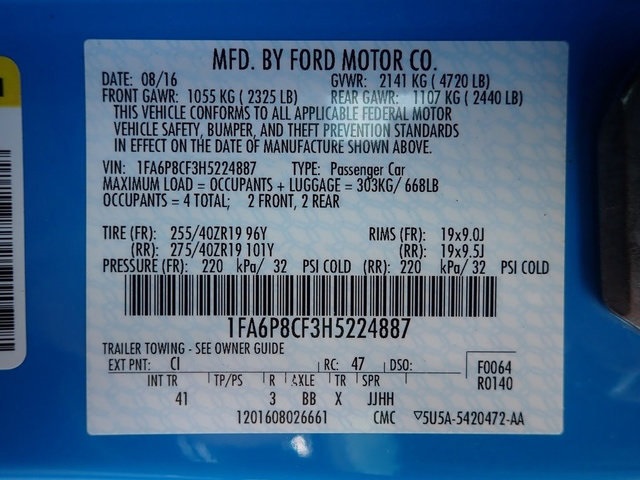 MFD. BY FORD MOTOR CO.
DATE: 08/16 GVWR: 2141 KG ( 4720 LB)
FRONT GAWR: 1055 KG ( 2325 LB) REAR GAWR: 1107 KG ( 2440 LB)
THIS VEHICLE CONFORMS TO ALL APPLICABLE FEDERAL MOTOR
VEHICLE SAFETY, BUMPER, AND THEFT PREVENTION STANDARDS
IN EFFECT ON THE DATE OF MANUFACTURE SHOWN ABOVE.
VIN: 1FA6P8CF3H5224887 TYPE: Passenger Car
MAXIMUM LOAD = OCCUPANTS + LUGGAGE = 303KG/ 668LB
OCCUPANTS = 4 TOTAL; 2 FRONT, 2 REAR
TIRE (FR): 255/40ZR19 96Y RIMS (FR): 19x9.0J
(RR): 275/40ZR19 101Y (RR): 19x9.5J
PRESSURE (FR): 220 kPa/ 32 PSI COLD (RR): 220 kPa/ 32 PSI COLD
1FA6P8CF3H5224887
TRAILER TOWING - SEE OWNER GUIDE
EXT PNT: CI RC: 47 DSO: F0064
INT TR TP/PS R AXLE TR SPR R0140
41 3 BB X JJHH
1201608026661 CMC 5U5A-5420472-AA